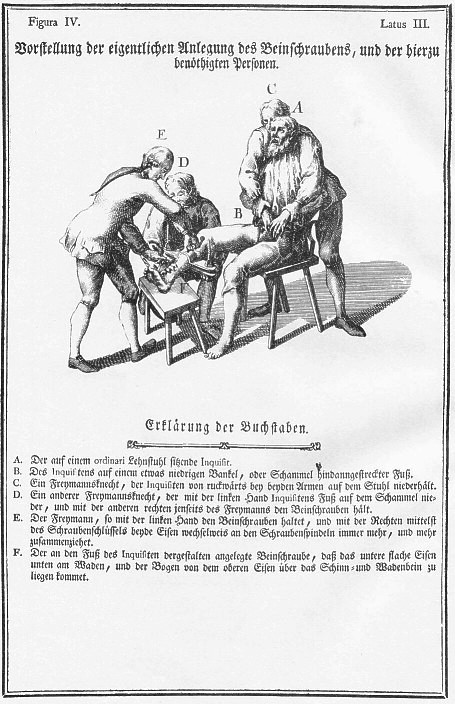 Figura IV.
Latus III.
Vorstellung der eigentlichen Anlegung des Beinschraubens, und der hierzu
benöthigten Personen.
C
A
E
D
B
F
Erklärung der Buchstaben.
A. Der auf einem ordinari Lehnstuhl sitzende Inquisit.
B. Des Inquisitens auf einen etwas niedrigen Bankel, oder Schammel hindanngestreckter Fuß.
C. Ein Freymannsknecht, der Inquisiten von ruckwärts bey beyden Armen auf dem Stuhl niederhält.
D. Ein anderer Freymannsknecht, der mit der linken Hand Inquisitens Fuß auf dem Schammel nie-
der, und mit der anderen rechten jenseits des Freymanns den Beinschrauben hält.
E. Der Freymann, so mit der linken Hand den Beinschrauben haltet, und mit der Rechten mittelst
des Schraubenschlüssels beyde Eisen wechselweis an den Schraubenspindeln immer mehr, und mehr
zusammenziehet.
F. Der an den Fuß des Inquisiten dergestalten angelegte Beinschraube, daß das untere flache Eisen
unten am Waden, und der Bogen von dem oberen Eisen über das Schinn- und Wadenbein zu
liegen kommet.